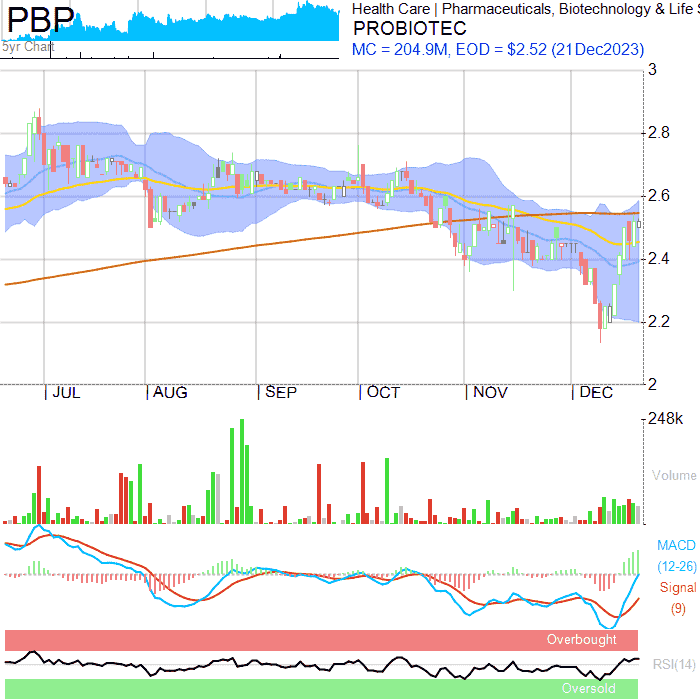 PBP
5yr Chart
Health Care | Pharmaceuticals, Biotechnology & Life S
PROBIOTEC
MC = 204.9M, EOD = $2.52 (21Dec2023)
3
2.8
2.6
2.4
2.2
2
JUL AUG SEP OCT NOV DEC
248k
Volume
MACD
(12-26)
Signal
(9)
Overbought
RSI(14)
Oversold